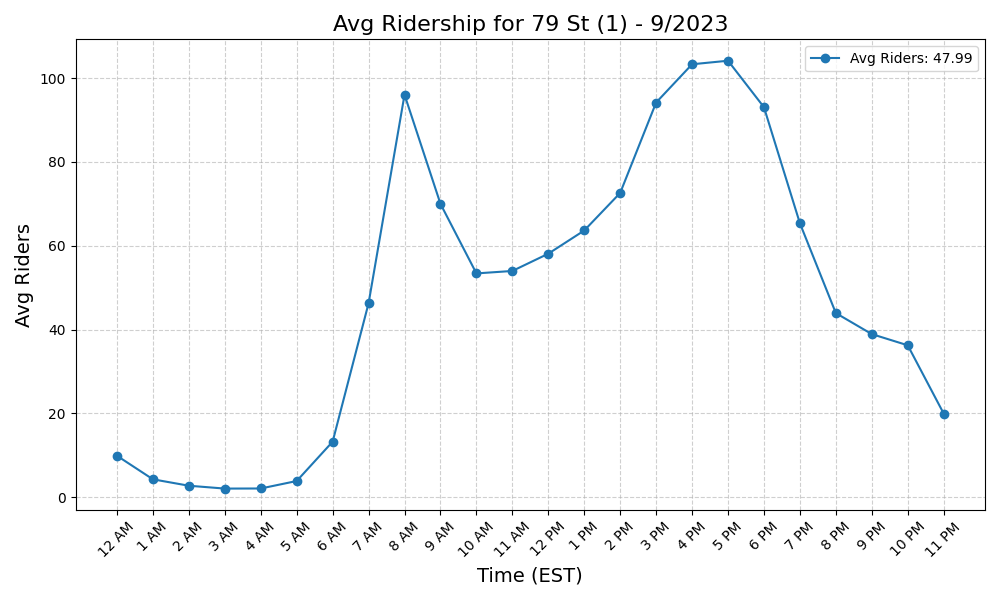 Avg Ridership for 79 St (1) - 9/2023
Avg Riders: 47.99
Avg Riders
100
80
60
40
20
0
12 AM
1 AM
2 AM
3 AM
4 AM
5 AM
6 AM
7 AM
8 AM
9 AM
10 AM
11 AM
12 PM
1 PM
2 PM
3 PM
4 PM
5 PM
6 PM
7 PM
8 PM
9 PM
10 PM
11 PM
Time (EST)